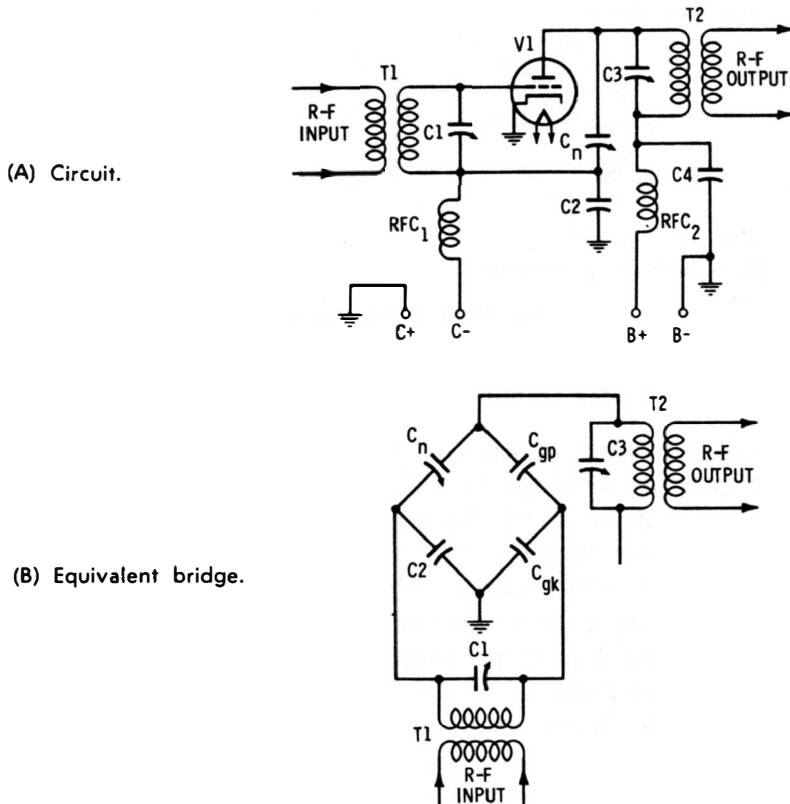 (A) Circuit.
T1
R-F
INPUT
C1
V1
Cn
C2
RFC1
C+
C-
C3
T2
R-F
OUTPUT
C4
RFC2
B+
B-
(B) Equivalent bridge.
Cn
Cgp
C2
Cgk
C1
T1
R-F
INPUT
C3
T2
R-F
OUTPUT